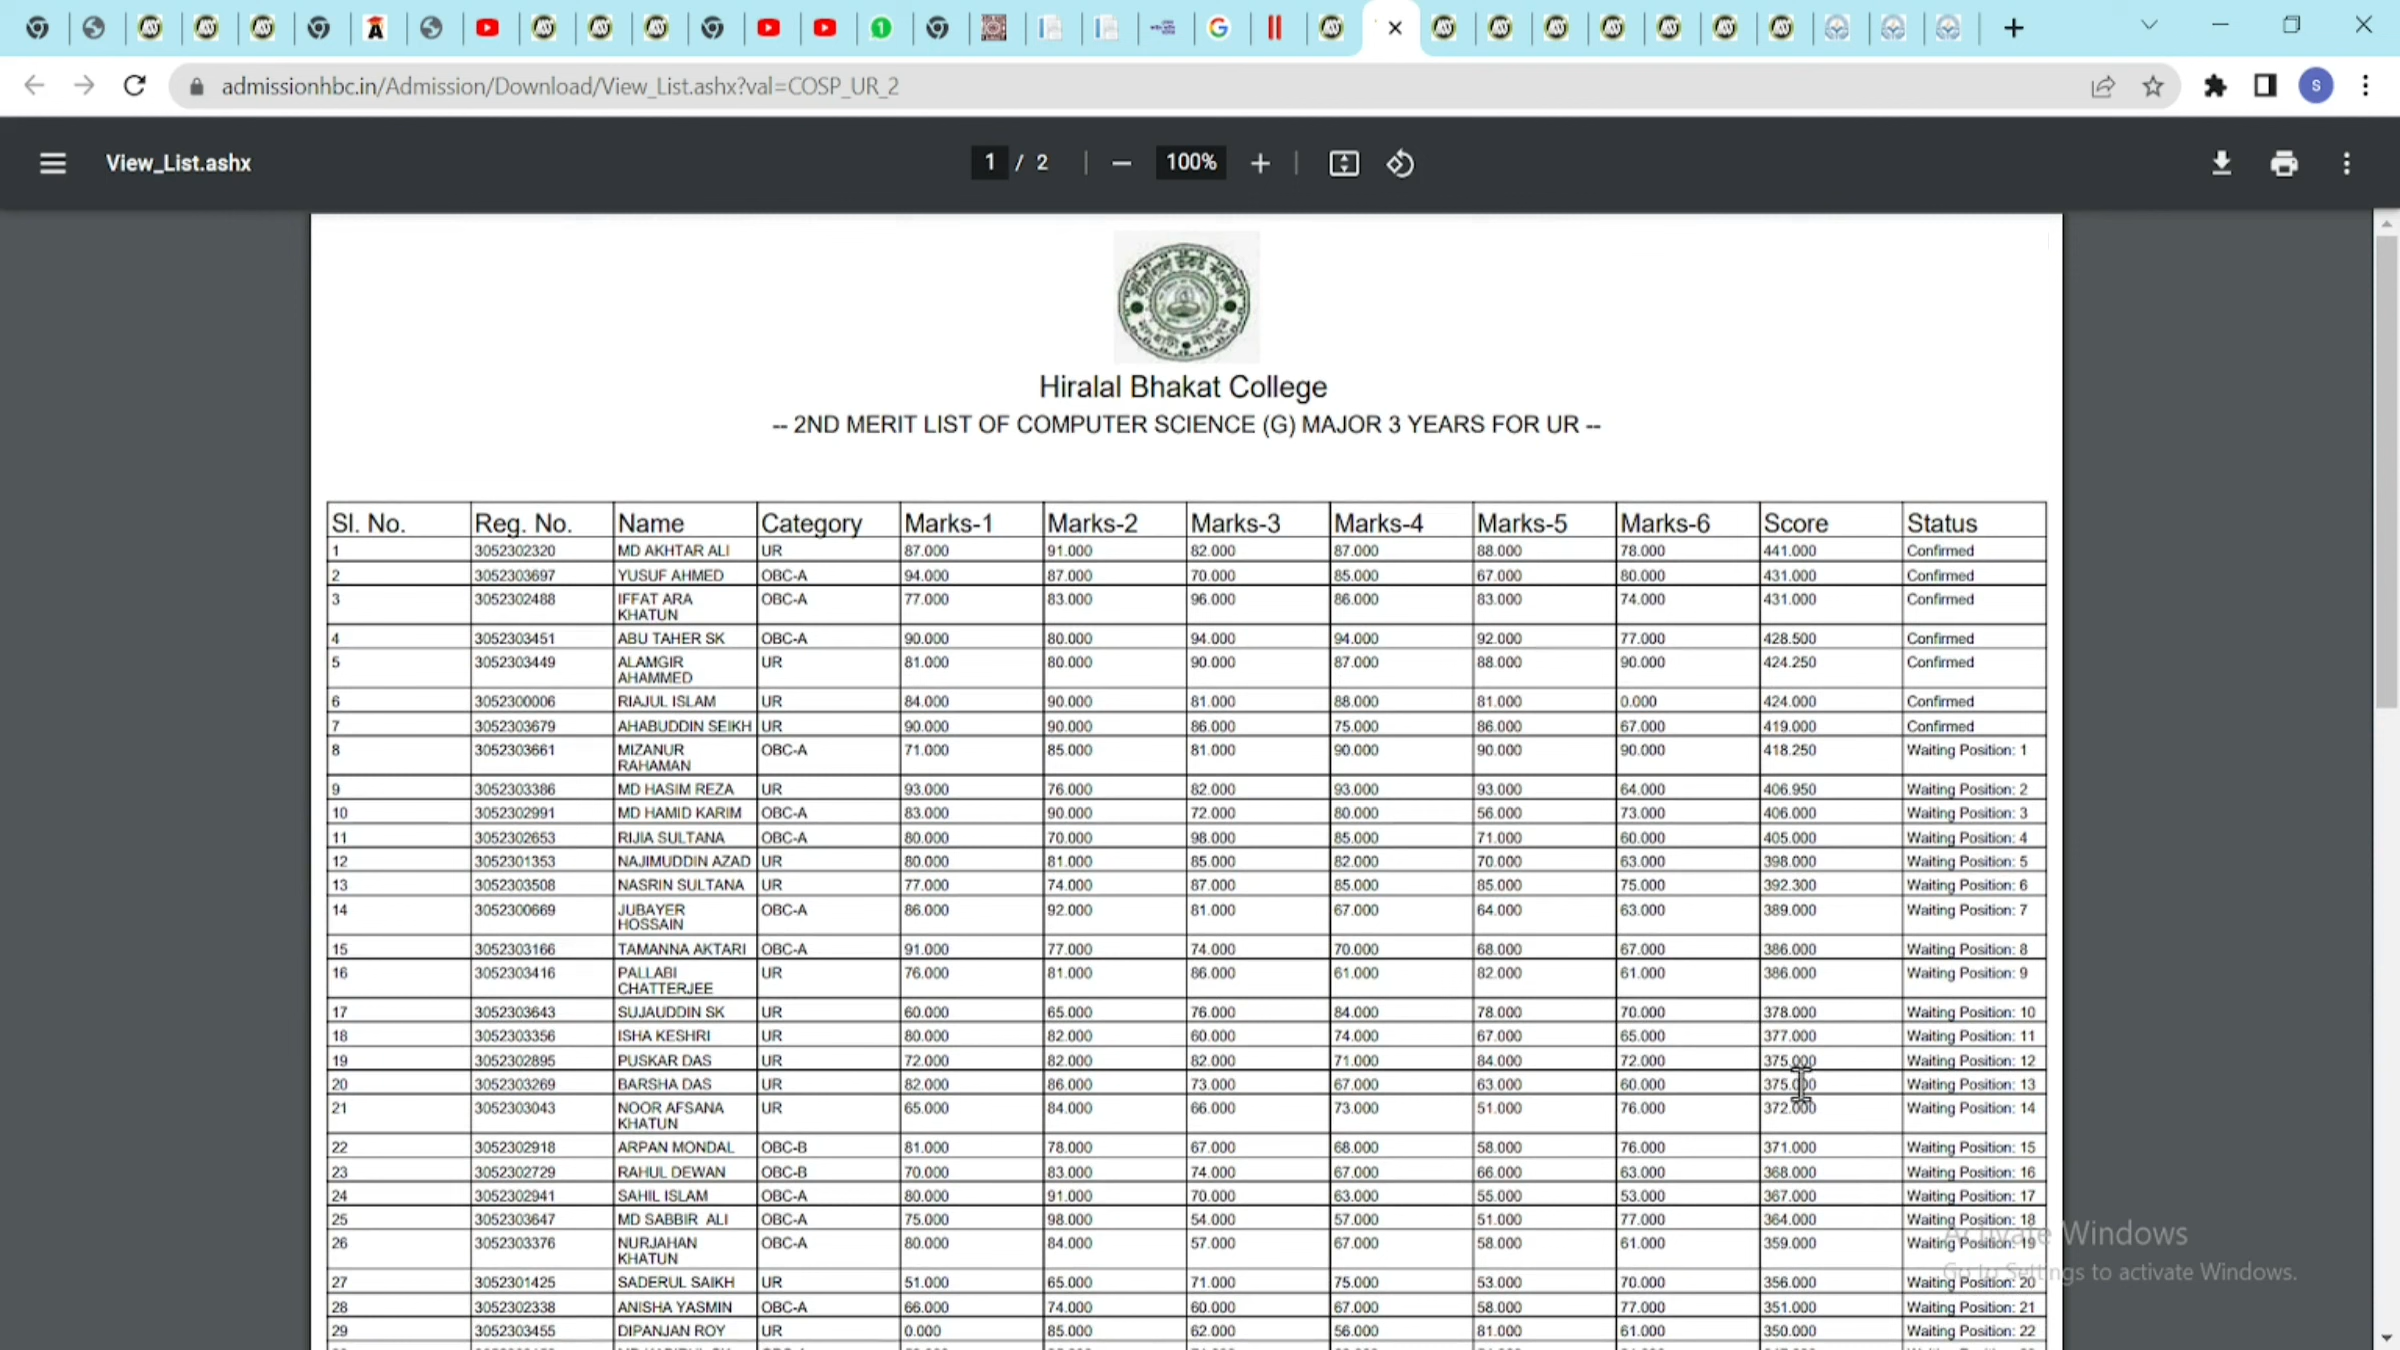 admissionhbc.in/Admission/Download/View_List.ashx?val=COSP_UR_2
S
View_List.ashx
1 / 2
100%
Hiralal Bhakat College
-- 2ND MERIT LIST OF COMPUTER SCIENCE (G) MAJOR 3 YEARS FOR UR --
Sl. No. Reg. No. Name Category Marks-1 Marks-2 Marks-3 Marks-4 Marks-5 Marks-6 Score Status
1 3052302320 MD AKHTAR ALI UR 87.000 91.000 82.000 87.000 88.000 78.000 441.000 Confirmed
2 3052303697 YUSUF AHMED OBC-A 94.000 87.000 70.000 85.000 67.000 80.000 431.000 Confirmed
3 3052302488 IFFAT ARA OBC-A 77.000 83.000 96.000 86.000 83.000 74.000 431.000 Confirmed
KHATUN
4 3052303451 ABU TAHER SK OBC-A 90.000 80.000 94.000 94.000 92.000 77.000 428.500 Confirmed
5 3052303449 ALAMGIR UR 81.000 80.000 90.000 87.000 88.000 90.000 424.250 Confirmed
AHAMMED
6 3052300006 RIAJUL ISLAM UR 84.000 90.000 81.000 88.000 81.000 0.000 424.000 Confirmed
7 3052303679 AHABUDDIN SEIKH UR 90.000 90.000 86.000 75.000 86.000 67.000 419.000 Confirmed
8 3052303661 MIZANUR OBC-A 71.000 85.000 81.000 90.000 90.000 90.000 418.250 Waiting Position: 1
RAHAMAN
9 3052303386 MD HASIM REZA UR 93.000 76.000 82.000 93.000 93.000 64.000 406.950 Waiting Position: 2
10 3052302991 MD HAMID KARIM OBC-A 83.000 90.000 72.000 80.000 56.000 73.000 406.000 Waiting Position: 3
11 3052302653 RIJIA SULTANA OBC-A 80.000 70.000 98.000 85.000 71.000 60.000 405.000 Waiting Position: 4
12 3052301353 NAJIMUDDIN AZAD UR 80.000 81.000 85.000 82.000 70.000 63.000 398.000 Waiting Position: 5
13 3052303508 NASRIN SULTANA UR 77.000 74.000 87.000 85.000 85.000 75.000 392.300 Waiting Position: 6
14 3052300669 JUBAYER OBC-A 86.000 92.000 81.000 67.000 64.000 63.000 389.000 Waiting Position: 7
HOSSAIN
15 3052303166 TAMANNA AKTARI OBC-A 91.000 77.000 74.000 70.000 68.000 67.000 386.000 Waiting Position: 8
16 3052303416 PALLABI UR 76.000 81.000 86.000 61.000 82.000 61.000 386.000 Waiting Position: 9
CHATTERJEE
17 3052303643 SUJAUDDIN SK UR 60.000 65.000 76.000 84.000 78.000 70.000 378.000 Waiting Position: 10
18 3052303356 ISHA KESHRI UR 80.000 82.000 60.000 74.000 67.000 65.000 377.000 Waiting Position: 11
19 3052302895 PUSKAR DAS UR 72.000 82.000 82.000 71.000 84.000 72.000 375.000 Waiting Position: 12
20 3052303269 BARSHA DAS UR 82.000 86.000 73.000 67.000 63.000 60.000 375.000 Waiting Position: 13
21 3052303043 NOOR AFSANA UR 65.000 84.000 66.000 73.000 51.000 76.000 372.000 Waiting Position: 14
KHATUN
22 3052302918 ARPAN MONDAL OBC-B 81.000 78.000 67.000 68.000 58.000 76.000 371.000 Waiting Position: 15
23 3052302729 RAHUL DEWAN OBC-B 70.000 83.000 74.000 67.000 66.000 63.000 368.000 Waiting Position: 16
24 3052302941 SAHIL ISLAM OBC-A 80.000 91.000 70.000 63.000 55.000 53.000 367.000 Waiting Position: 17
25 3052303647 MD SABBIR ALI OBC-A 75.000 98.000 54.000 57.000 51.000 77.000 364.000 Waiting Position: 18
26 3052303376 NURJAHAN OBC-A 80.000 84.000 57.000 67.000 58.000 61.000 359.000 Waiting Position: 19
KHATUN
27 3052301425 SADERUL SAIKH UR 51.000 65.000 71.000 75.000 53.000 70.000 356.000 Waiting Position: 20
28 3052302338 ANISHA YASMIN OBC-A 66.000 74.000 60.000 67.000 58.000 77.000 351.000 Waiting Position: 21
29 3052303455 DIPANJAN ROY UR 0.000 85.000 62.000 56.000 81.000 61.000 350.000 Waiting Position: 22
Activate Windows
Go to Settings to activate Windows.